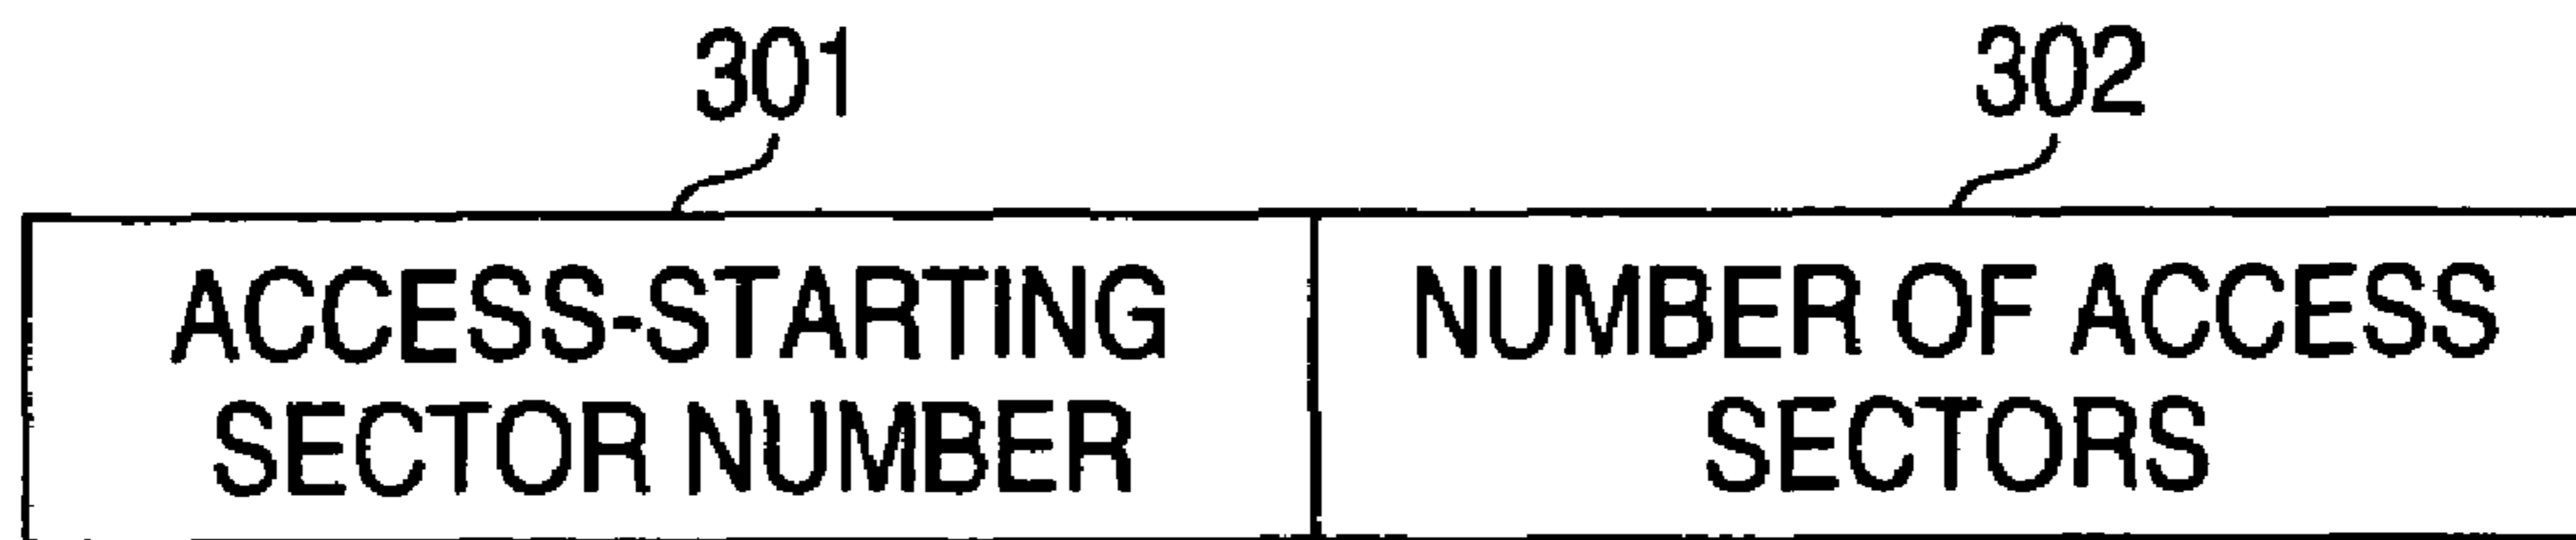 301
302
ACCESS-STARTING
SECTOR NUMBER
NUMBER OF ACCESS
SECTORS